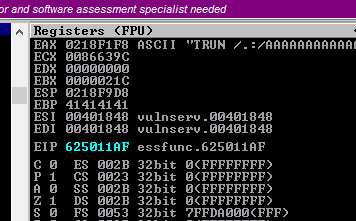 or and software assessment specialist needed
Registers (FPU)
EAX 0218F1F8 ASCII "TRUN /.:/AAAAAAAAAAAAA
ECX 0086639C
EDX 00000000
EBX 0000021C
ESP 0218F9D8
EBP 41414141
ESI 00401848 vulnserv.00401848
EDI 00401848 vulnserv.00401848
EIP 625011AF essfunc.625011AF
C 0 ES 002B 32bit 0(FFFFFFFF)
P 1 CS 0023 32bit 0(FFFFFFFF)
A 0 SS 002B 32bit 0(FFFFFFFF)
Z 1 DS 002B 32bit 0(FFFFFFFF)
S 0 FS 0053 32bit 7FFDA000(FFF)